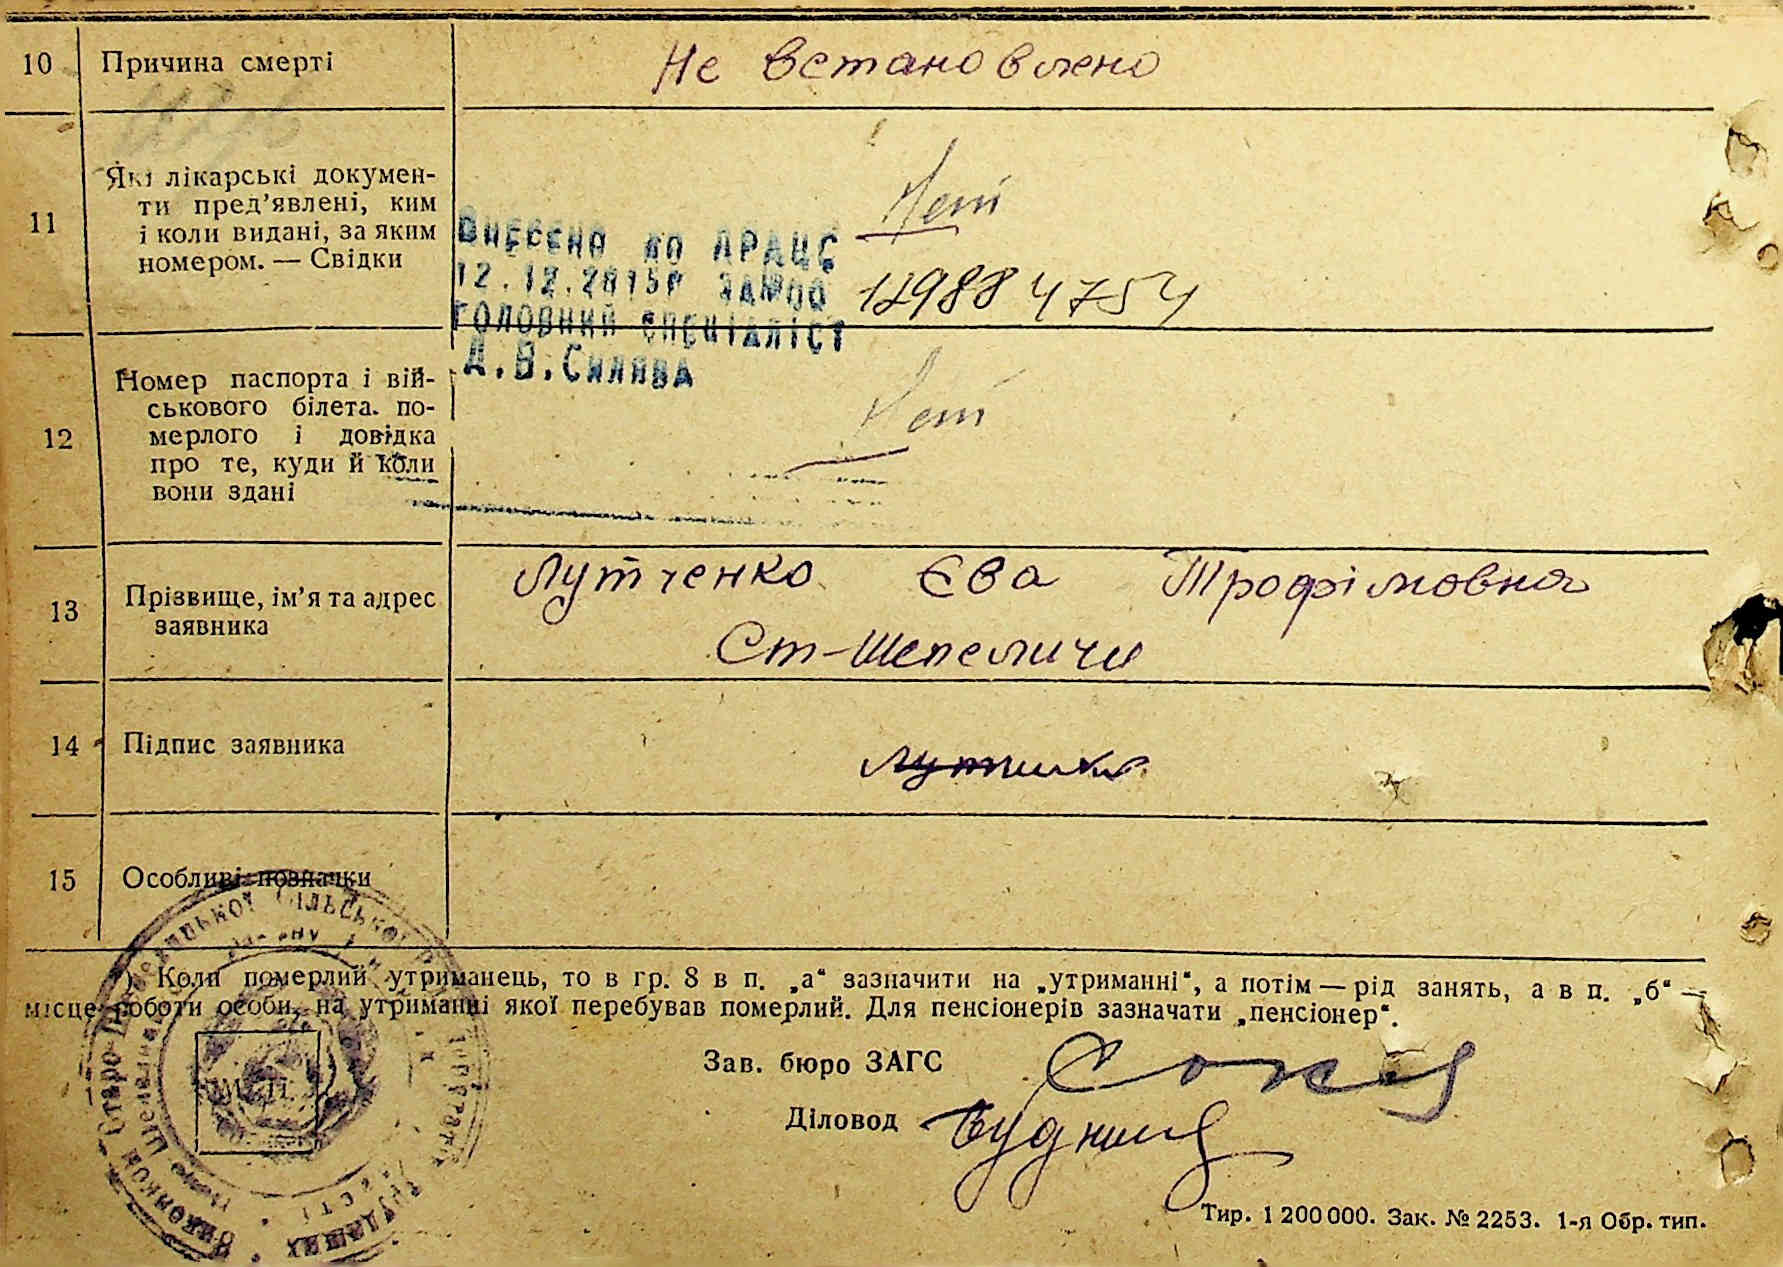 10 Причина смерті Не встановлено
11 Які лікарські докумен-
ти пред’явлені, ким
і коли видані, за яким
номером. — Свідки
Нет
ВНЕСЕНО ДО ДРАЦС
12.12.2015Р ЗА№00 129884754
ГОЛОВНИЙ СПЕЦІАЛІСТ
Д.В.Силява
12 Номер паспорта і вій-
ськового білета. по-
мерлого і довідка
про те, куди й коли
вони здані
Нет
13 Прізвище, ім’я та адрес
заявника
Лутченко Єва Трофімовна
Ст-Шепеличи
14 Підпис заявника
15 Особливі позначки
Коли померлий утриманець, то в гр. 8 в п. „а“ зазначити на „утриманні“, а потім — рід занять, а в п. „б“ —
місце роботи особи, на утриманні якої перебував померлий. Для пенсіонерів зазначати „пенсіонер“.
Зав. бюро ЗАГС
Діловод
Тир. 1 200 000. Зак. № 2253. 1-я Обр. тип.